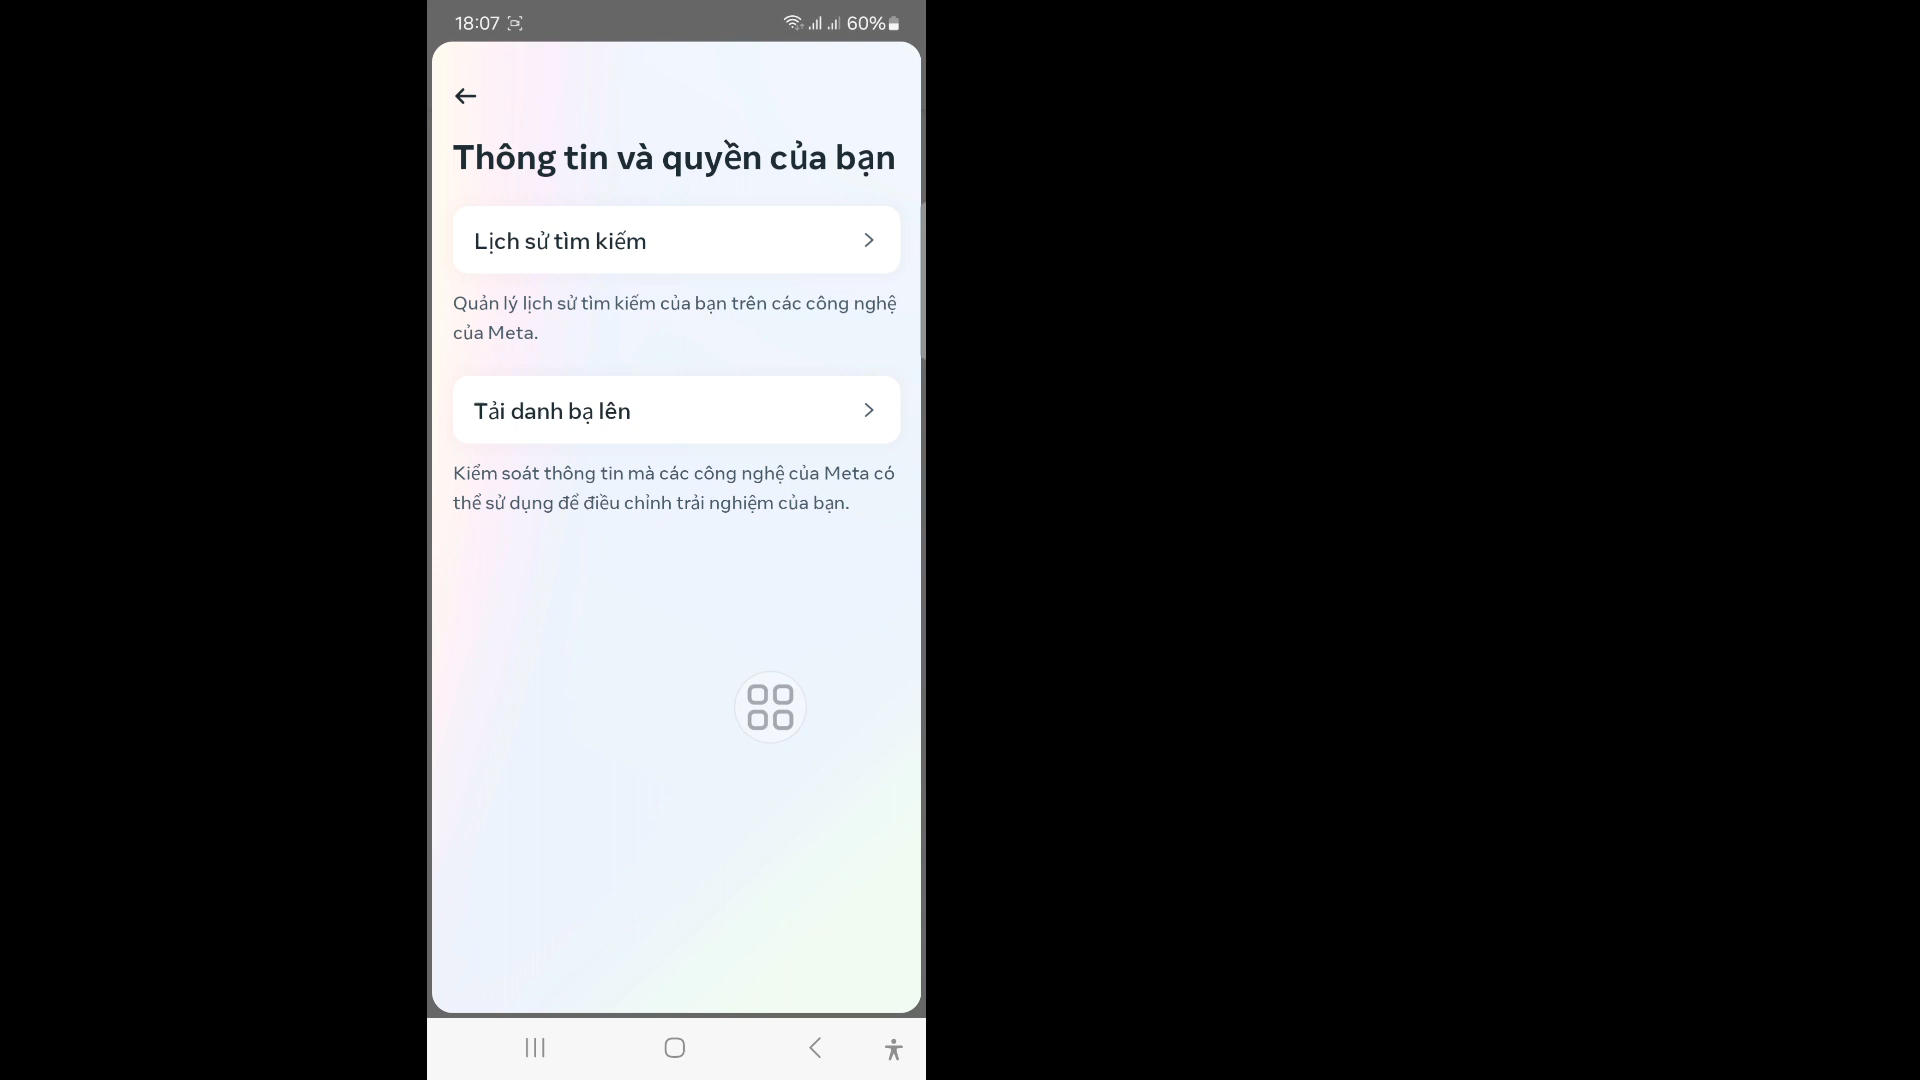 18:07 60%
Thông tin và quyền của bạn
Lịch sử tìm kiếm
Quản lý lịch sử tìm kiếm của bạn trên các công nghệ
của Meta.
Tải danh bạ lên
Kiểm soát thông tin mà các công nghệ của Meta có
thể sử dụng để điều chỉnh trải nghiệm của bạn.